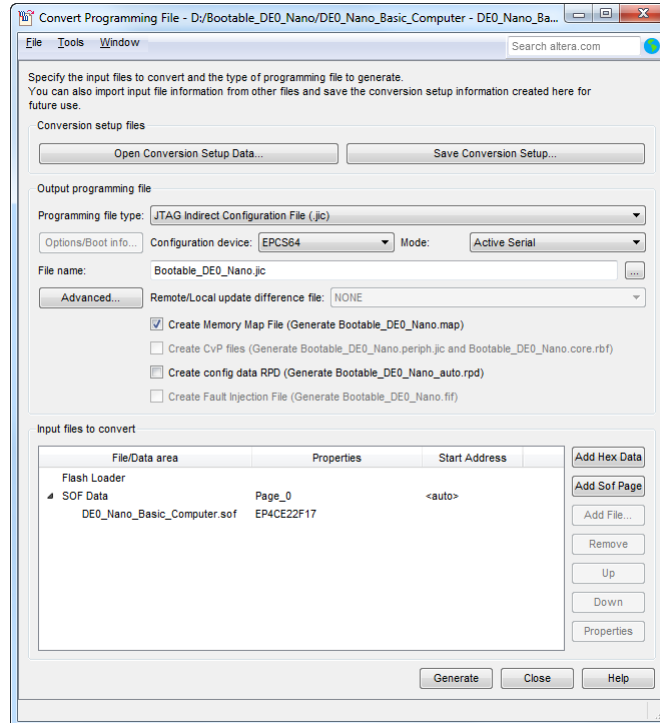 Convert Programming File - D:/Bootable_DE0_Nano/DE0_Nano_Basic_Computer - DE0_Nano_Ba...
File Tools Window
Search altera.com
Specify the input files to convert and the type of programming file to generate.
You can also import input file information from other files and save the conversion setup information created here for
future use.
Conversion setup files
Open Conversion Setup Data... Save Conversion Setup...
Output programming file
Programming file type: JTAG Indirect Configuration File (.jic)
Options/Boot info... Configuration device: EPCS64 Mode: Active Serial
File name: Bootable_DE0_Nano.jic ...
Advanced... Remote/Local update difference file: NONE
Create Memory Map File (Generate Bootable_DE0_Nano.map)
Create CvP files (Generate Bootable_DE0_Nano.periph.jic and Bootable_DE0_Nano.core.rbf)
Create config data RPD (Generate Bootable_DE0_Nano_auto.rpd)
Create Fault Injection File (Generate Bootable_DE0_Nano.fif)
Input files to convert
File/Data area Properties Start Address Add Hex Data
Flash Loader
SOF Data Page_0 <auto> Add Sof Page
DE0_Nano_Basic_Computer.sof EP4CE22F17 Add File...
Remove
Up
Down
Properties
Generate Close Help